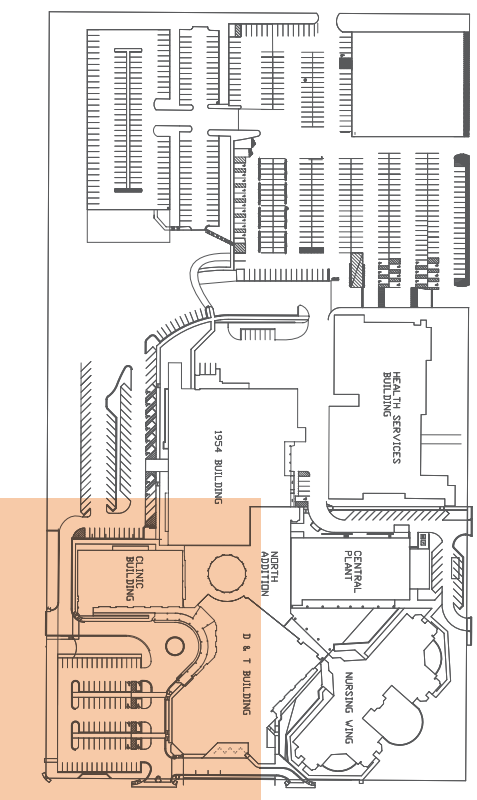 HEALTH SERVICES
BUILDING
1954 BUILDING
NORTH
ADDITION
CENTRAL
PLANT
CLINIC
BUILDING
D & T BUILDING
NURSING WING